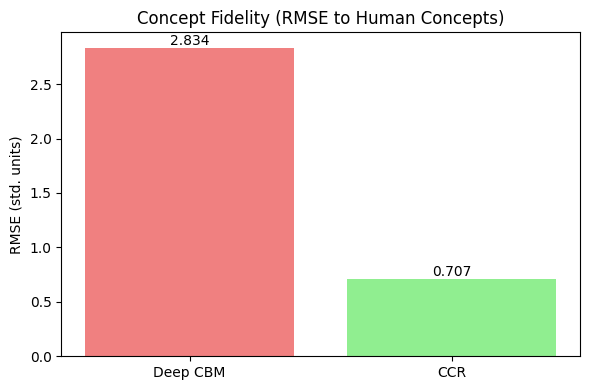 Concept Fidelity (RMSE to Human Concepts)
2.834
0.707
RMSE (std. units)
2.5
2.0
1.5
1.0
0.5
0.0
Deep CBM
CCR